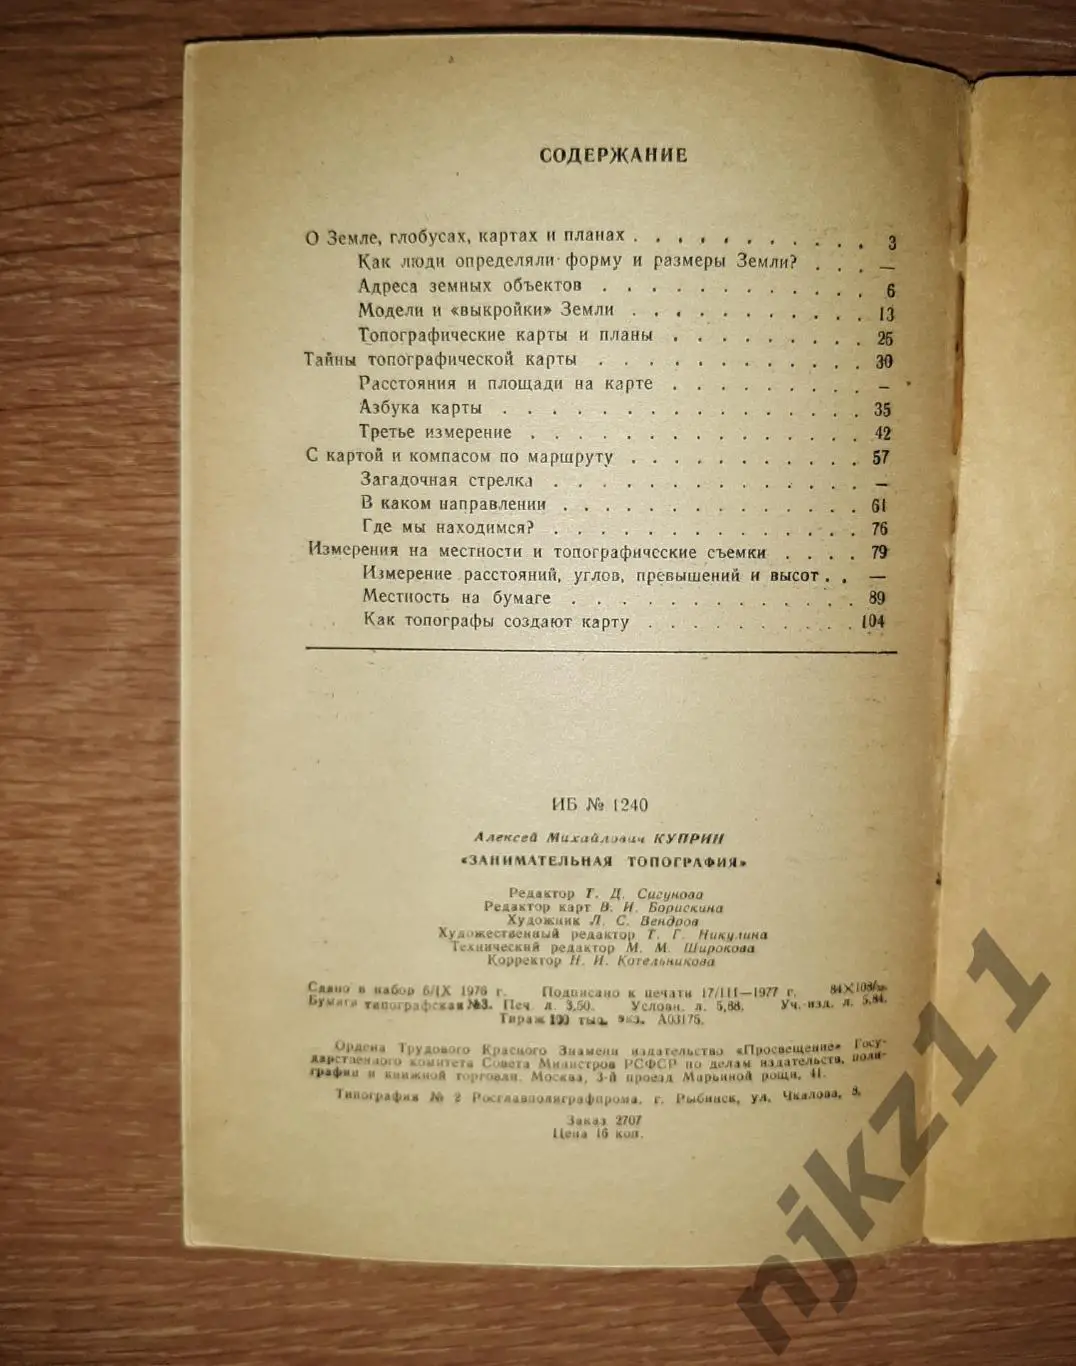 СОДЕРЖАНИЕ
О Земле, глобусах, картах и планах . . . . . . . . . . . 3
Как люди определяли форму и размеры Земли? . . . —
Адреса земных объектов . . . . . . . . . . . . 6
Модели и «выкройки» Земли . . . . . . . . . . . 13
Топографические карты и планы . . . . . . . . . 25
Тайны топографической карты . . . . . . . . . . . . 30
Расстояния и площади на карте . . . . . . . . . —
Азбука карты . . . . . . . . . . . . . . . . 35
Третье измерение . . . . . . . . . . . . . . . 42
С картой и компасом по маршруту . . . . . . . . . . . 57
Загадочная стрелка . . . . . . . . . . . . . . —
В каком направлении . . . . . . . . . . . . . . 61
Где мы находимся? . . . . . . . . . . . . . . 76
Измерения на местности и топографические съемки . . . . 79
Измерение расстояний, углов, превышений и высот . . —
Местность на бумаге . . . . . . . . . . . . . 89
Как топографы создают карту . . . . . . . . . . 104
ИБ № 1240
Алексей Михайлович КУПРИН
«ЗАНИМАТЕЛЬНАЯ ТОПОГРАФИЯ»
Редактор Т. Д. Сисунова
Редактор карт В. И. Борискина
Художник Л. С. Вендров
Художественный редактор Т. Г. Никулина
Технический редактор М. М. Широкова
Корректор Н. И. Котельникова
Сдано в набор 6/IX 1976 г. Подписано к печати 17/III—1977 г. 84X108/
Бумага типографская №3. Печ. л. 3,50. Условн. л. 5,88. Уч.-изд. л. 5,84.
Тираж 100 тыс. экз. А03175.
Ордена Трудового Красного Знамени издательство «Просвещение» Госу-
дарственного комитета Совета Министров РСФСР по делам издательств, поли-
графии и книжной торговли. Москва, 3-й проезд Марьиной рощи, 41.
Типография № 2 Росглавполиграфпрома, г. Рыбинск, ул. Чкалова, 8.
Заказ 2707
Цена 16 коп.
njkz11